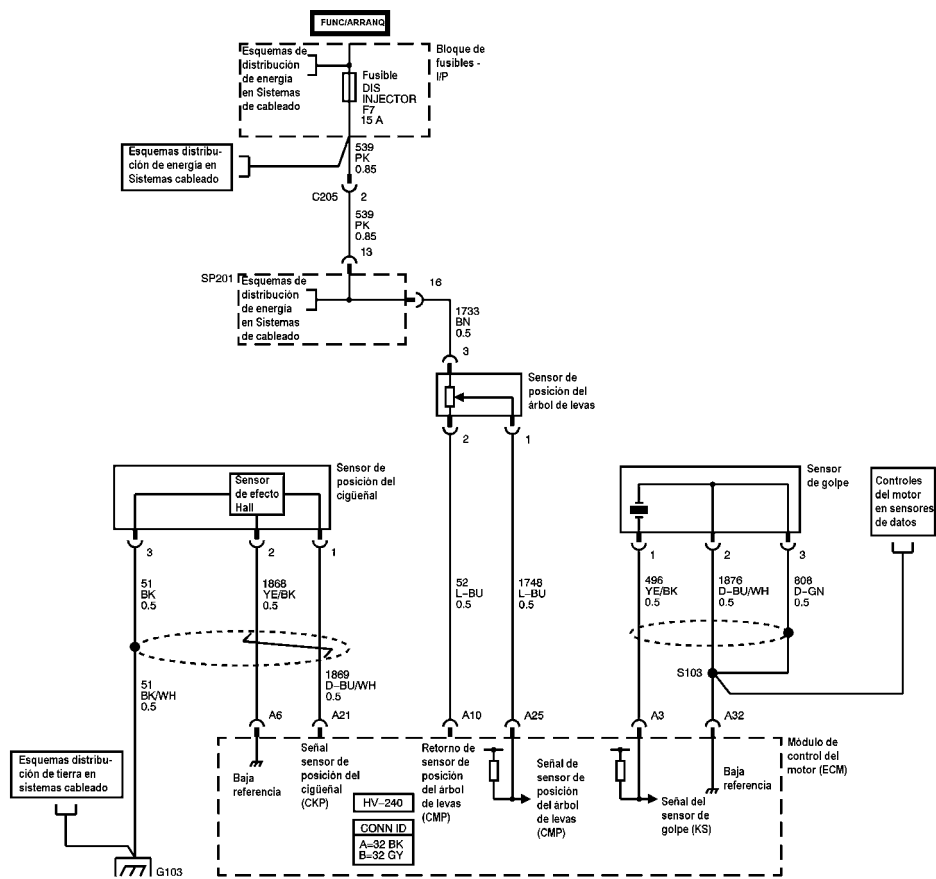 FUNC/ARRANQ
Esquemas de
distribución
de energía
en Sistemas
de cableado
Bloque de
fusibles -
I/P
Fusible
DIS
INJECTOR
F7
15 A
Esquemas distribu-
ción de energía en
Sistemas cableado
539
PK
0.85
C205
2
539
PK
0.85
13
SP201
Esquemas de
distribución
de energía
en Sistemas
de cableado
16
1733
BN
0.5
3
Sensor de
posición del
árbol de levas
2
1
Sensor
de efecto
Hall
Sensor de
posición del
cigüeñal
Sensor
de golpe
Controles
del motor
en sensores
de datos
3
2
1
1
2
3
51
BK
0.5
1868
YE/BK
0.5
52
L-BU
0.5
1748
L-BU
0.5
496
YE/BK
0.5
1876
D-BU/WH
0.5
808
D-GN
0.5
51
BK/WH
0.5
1869
D-BU/WH
0.5
S103
A6
A21
A10
A25
A3
A32
Esquemas distribu-
ción de tierra en
sistemas cableado
Baja
referencia
Señal
sensor de
posición del
cigüeñal
(CKP)
Retorno de
sensor de
posición
del árbol
de levas
(CMP)
Señal de
sensor de
posición
del árbol
de levas
(CMP)
Señal del
sensor de
golpe (KS)
Baja
referencia
Módulo de
control del
motor (ECM)
HV-240
CONN ID
A=32 BK
B=32 GY
G103